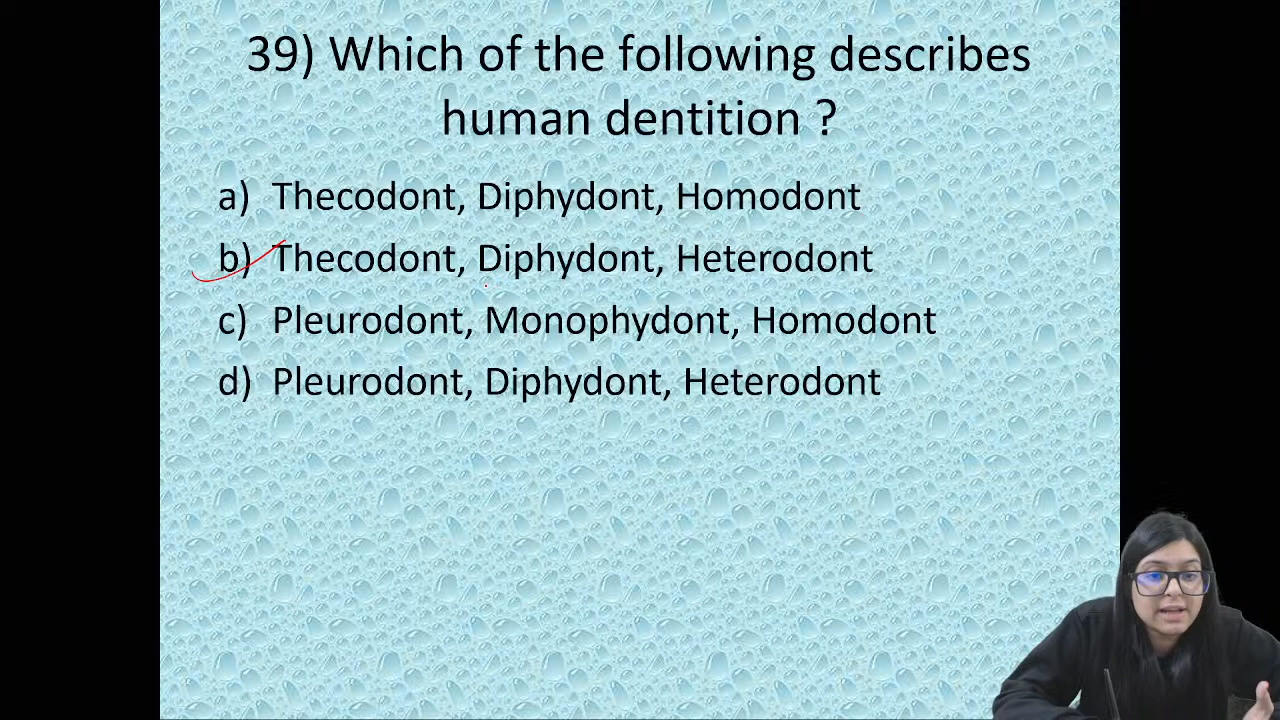 39) Which of the following describes
human dentition ?
a) Thecodont, Diphydont, Homodont
b) Thecodont, Diphydont, Heterodont
c) Pleurodont, Monophydont, Homodont
d) Pleurodont, Diphydont, Heterodont